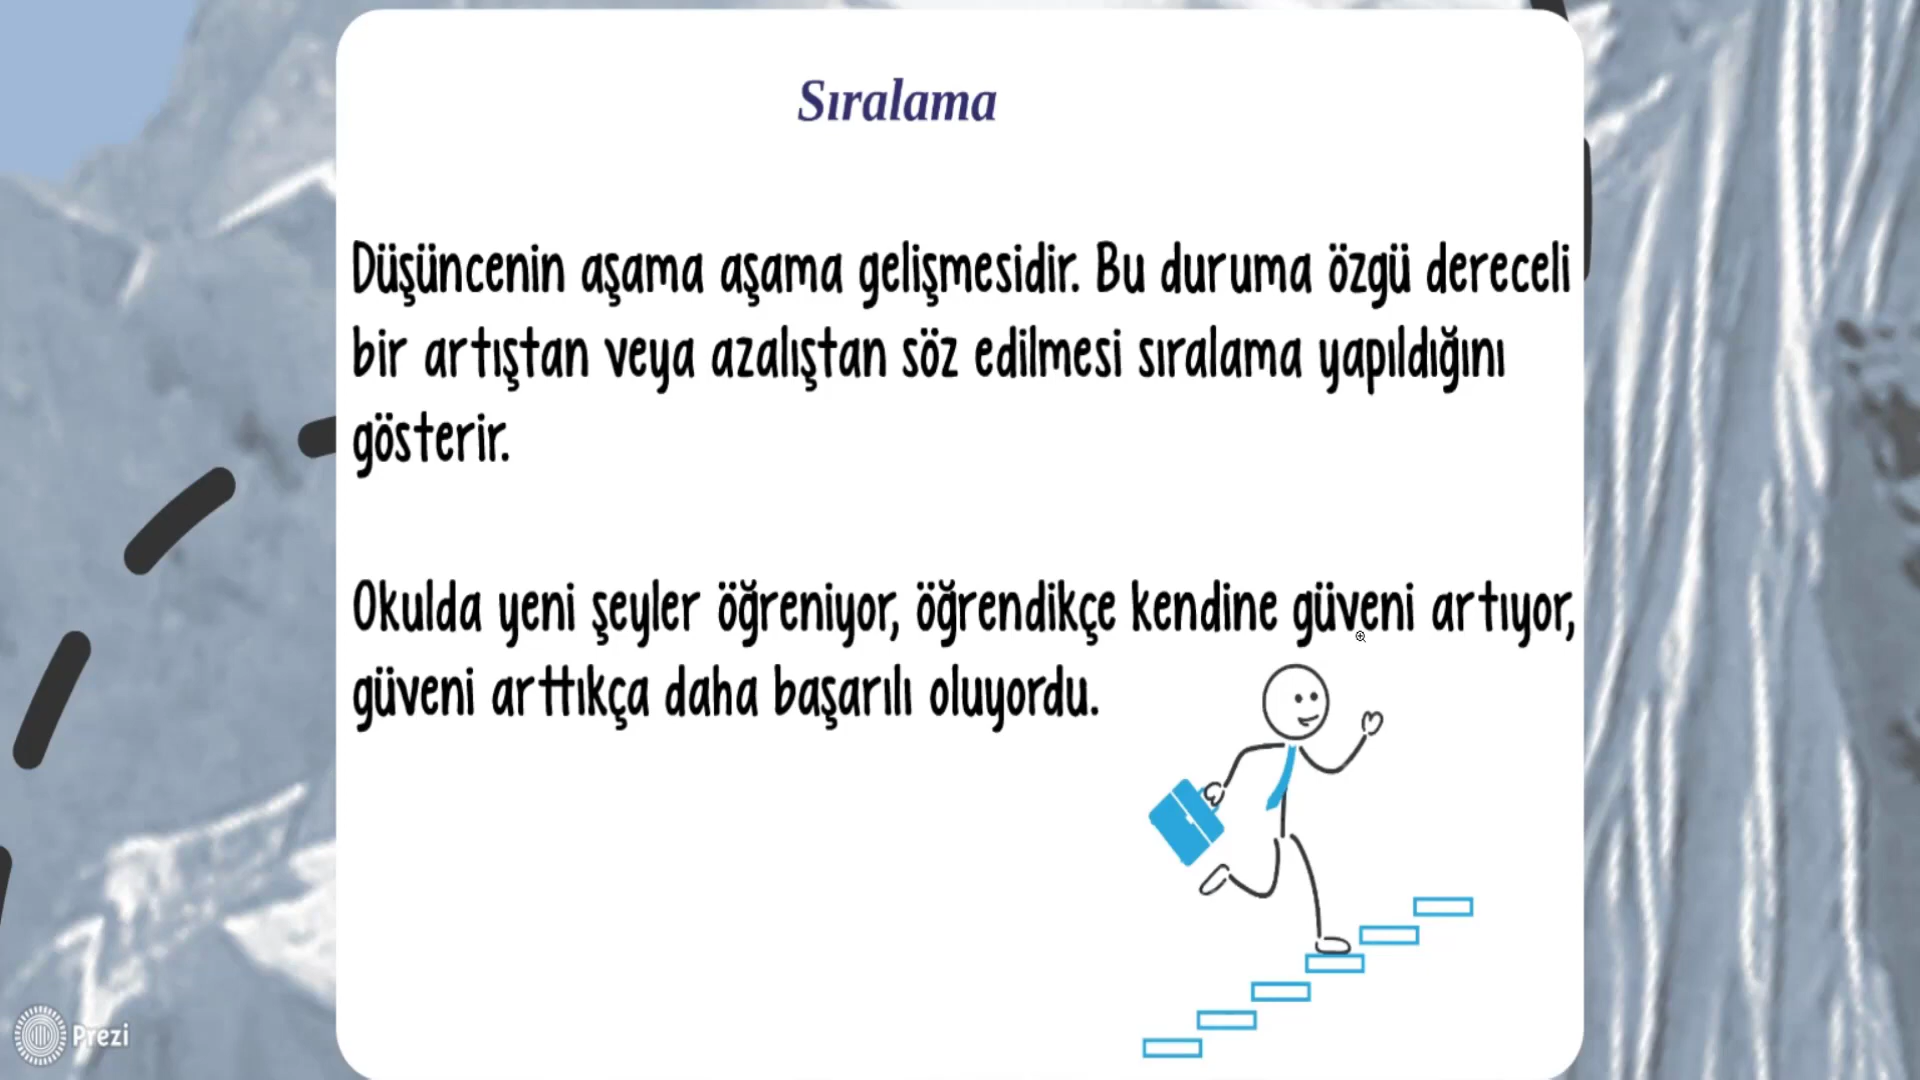 Sıralama
Düşüncenin aşama aşama gelişmesidir. Bu duruma özgü dereceli
bir artıştan veya azalıştan söz edilmesi sıralama yapıldığını
gösterir.
Okulda yeni şeyler öğreniyor, öğrendikçe kendine güveni artıyor,
güveni arttıkça daha başarılı oluyordu.
Prezi